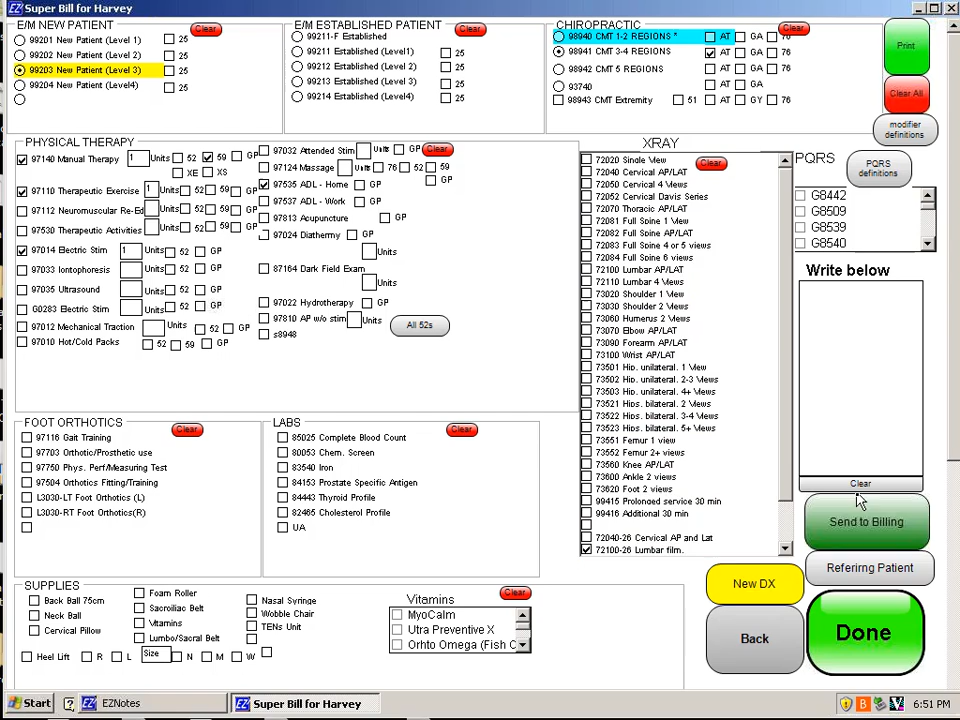 Super Bill for Harvey
E/M NEW PATIENT
Clear
99201 New Patient (Level 1)
25
99202 New Patient (Level 2)
25
99203 New Patient (Level 3)
25
99204 New Patient (Level4)
25
E/M ESTABLISHED PATIENT
Clear
99211-F Established
99211 Established (Level1)
25
99212 Established (Level 2)
25
99213 Established (Level 3)
25
99214 Established (Level4)
25
CHIROPRACTIC
Clear
98940 CMT 1-2 REGIONS *
AT GA 76
98941 CMT 3-4 REGIONS
AT GA 76
98942 CMT 5 REGIONS
AT GA 76
93740
AT GA
98943 CMT Extremity
51 AT GY 76
Print
Clear All
modifier definitions
PHYSICAL THERAPY
97140 Manual Therapy 1 Units 52 59 GP
XE XS
97110 Therapeutic Exercise 1 Units 52 59 GP
97112 Neuromuscular Re-Ed Units 52 59 GP
97530 Therapeutic Activities Units 52 59 GP
97014 Electric Stim 1 Units 52 GP
97033 Iontophoresis Units 52 GP
97035 Ultrasound Units 52 GP
G0283 Electric Stim Units 52 GP
97012 Mechanical Traction Units 52 GP
97010 Hot/Cold Packs 52 59 GP
97032 Attended Stim Units GP
Clear
97124 Massage Units 76 52 59
GP
97535 ADL - Home GP
97537 ADL - Work GP
97813 Acupuncture GP
97024 Diathermy GP
Units
87164 Dark Field Exam
Units
97022 Hydrotherapy GP
97810 AP w/o stim Units
s8948
All 52s
XRAY
Clear
72020 Single View
72040 Cervical AP/LAT
72050 Cervical 4 Views
72052 Cervical Davis Series
72070 Thoracic AP/LAT
72081 Full Spine 1 View
72082 Full Spine AP/LAT
72083 Full Spine 4 or 5 views
72084 Full Spine 6 views
72100 Lumbar AP/LAT
72110 Lumbar 4 Views
73020 Shoulder 1 View
73030 Shoulder 2 Views
73060 Humerus 2 Views
73070 Elbow AP/LAT
73090 Forearm AP/LAT
73100 Wrist AP/LAT
73501 Hip, unilateral, 1 View
73502 Hip, unilateral, 2-3 Views
73503 Hip, unilateral, 4+ Views
73521 Hips, bilateral, 2 Views
73522 Hips, bilateral, 3-4 Views
73523 Hips, bilateral, 5+ Views
73551 Femur 1 view
73552 Femur 2+ views
73560 Knee AP/LAT
73600 Ankle 2 views
73620 Foot 2 views
99415 Prolonged service 30 min
99416 Additional 30 min
72040-26 Cervical AP and Lat
72100-26 Lumbar film.
PQRS
PQRS definitions
G8442
G8509
G8539
G8540
Write below
Clear
Send to Billing
Referirng Patient
New DX
Back
Done
FOOT ORTHOTICS
Clear
97116 Gait Training
97703 Orthotic/Prosthetic use
97750 Phys. Perf/Measuring Test
97504 Orthotics Fitting/Training
L3030-LT Foot Orthotics (L)
L3030-RT Foot Orthotics(R)
LABS
Clear
85025 Complete Blood Count
80053 Chem. Screen
83540 Iron
84153 Prostate Specific Antigen
84443 Thyroid Profile
82465 Cholesterol Profile
UA
SUPPLIES
Back Ball 75cm
Neck Ball
Cervical Pillow
Heel Lift R L Size N M W
Foam Roller
Sacroiliac Belt
Vitamins
Lumbo/Sacral Belt
Nasal Syringe
Wobble Chair
TENs Unit
Vitamins
Clear
MyoCalm
Utra Preventive X
Orhto Omega (Fish C
Start
EZNotes
Super Bill for Harvey
6:51 PM